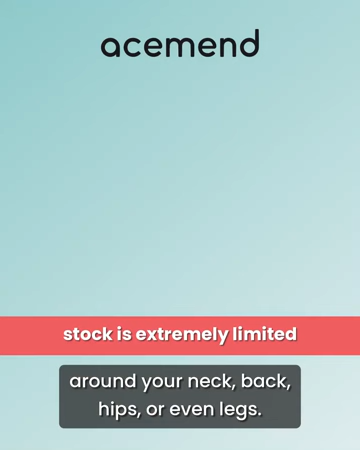 acemend
stock is extremely limited
around your neck, back,
hips, or even legs.